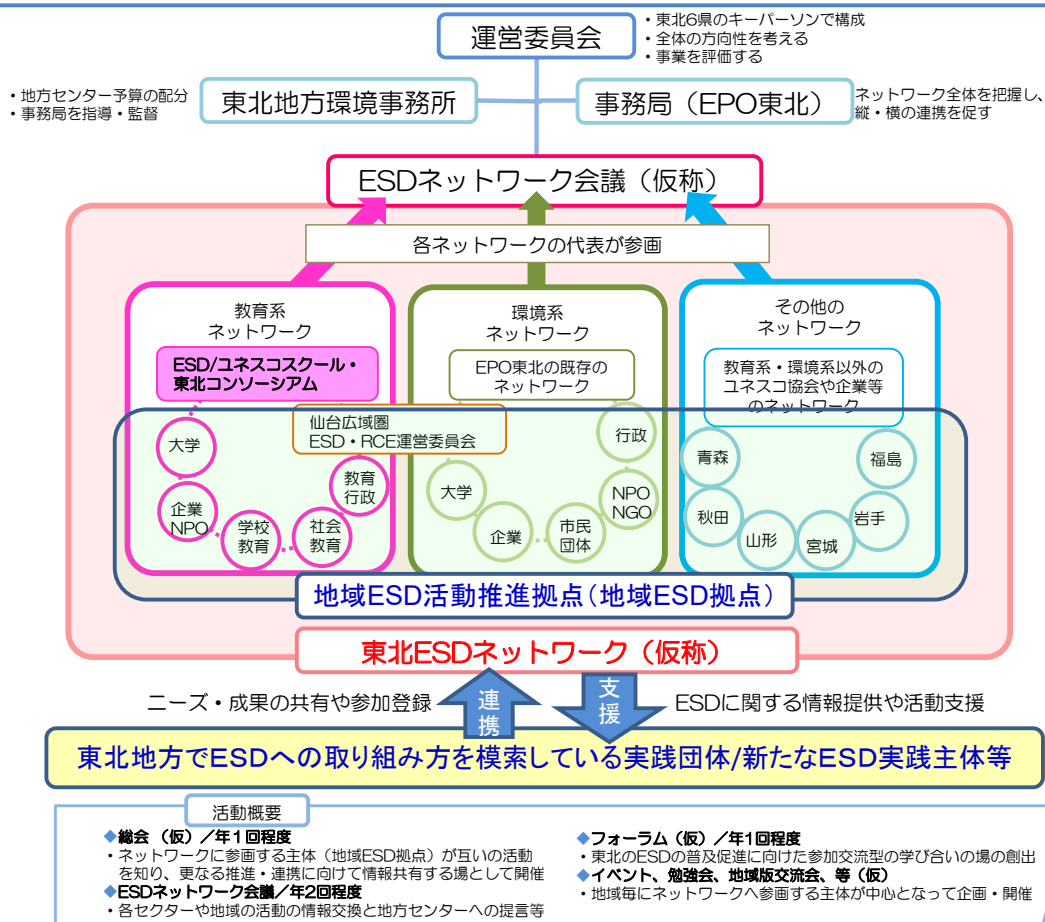 運営委員会
・東北6県のキーパーソンで構成
・全体の方向性を考える
・事業を評価する
・地方センター予算の配分
・事務局を指導・監督
東北地方環境事務所
事務局（EPO東北）
ネットワーク全体を把握し、
縦・横の連携を促す
ESDネットワーク会議（仮称）
各ネットワークの代表が参画
教育系
ネットワーク
ESD/ユネスコスクール・
東北コンソーシアム
大学
企業
NPO
学校
教育
社会
教育
教育
行政
仙台広域圏
ESD・RCE運営委員会
環境系
ネットワーク
EPO東北の既存の
ネットワーク
大学
企業
市民
団体
NPO
NGO
行政
その他の
ネットワーク
教育系・環境系以外の
ユネスコ協会や企業等
のネットワーク
青森
秋田
山形
宮城
岩手
福島
地域ESD活動推進拠点（地域ESD拠点）
東北ESDネットワーク（仮称）
ニーズ・成果の共有や参加登録
連
携
支
援
ESDに関する情報提供や活動支援
東北地方でESDへの取り組み方を模索している実践団体/新たなESD実践主体等
活動概要
◆総会（仮）／年１回程度
・ネットワークに参画する主体（地域ESD拠点）が互いの活動
を知り、更なる推進・連携に向けて情報共有する場として開催
◆ESDネットワーク会議／年2回程度
・各セクターや地域の活動の情報交換と地方センターへの提言等
◆フォーラム（仮）／年1回程度
・東北のESDの普及促進に向けた参加交流型の学び合いの場の創出
◆イベント、勉強会、地域版交流会、等（仮）
・地域毎にネットワークへ参画する主体が中心となって企画・開催